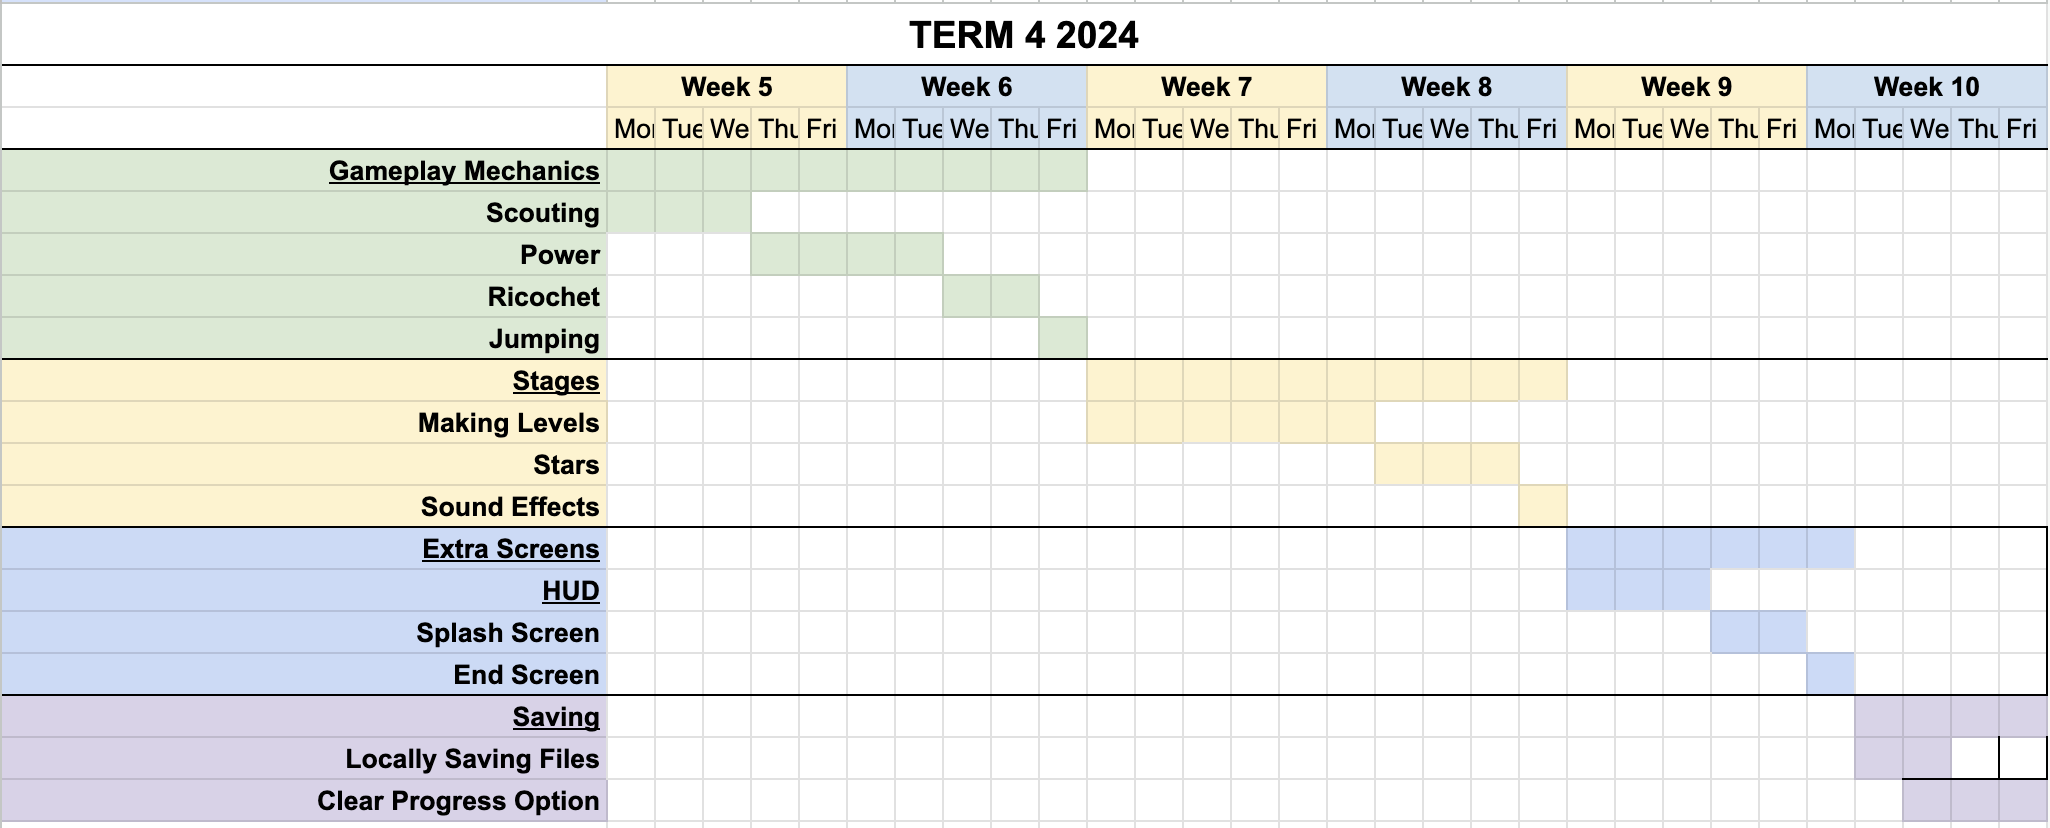 TERM 4 2024
Week 5 Week 6 Week 7 Week 8 Week 9 Week 10
Mo Tue We Thu Fri Mo Tue We Thu Fri Mo Tue We Thu Fri Mo Tue We Thu Fri Mo Tue We Thu Fri Mo Tue We Thu Fri
Gameplay Mechanics
Scouting
Power
Ricochet
Jumping
Stages
Making Levels
Stars
Sound Effects
Extra Screens
HUD
Splash Screen
End Screen
Saving
Locally Saving Files
Clear Progress Option